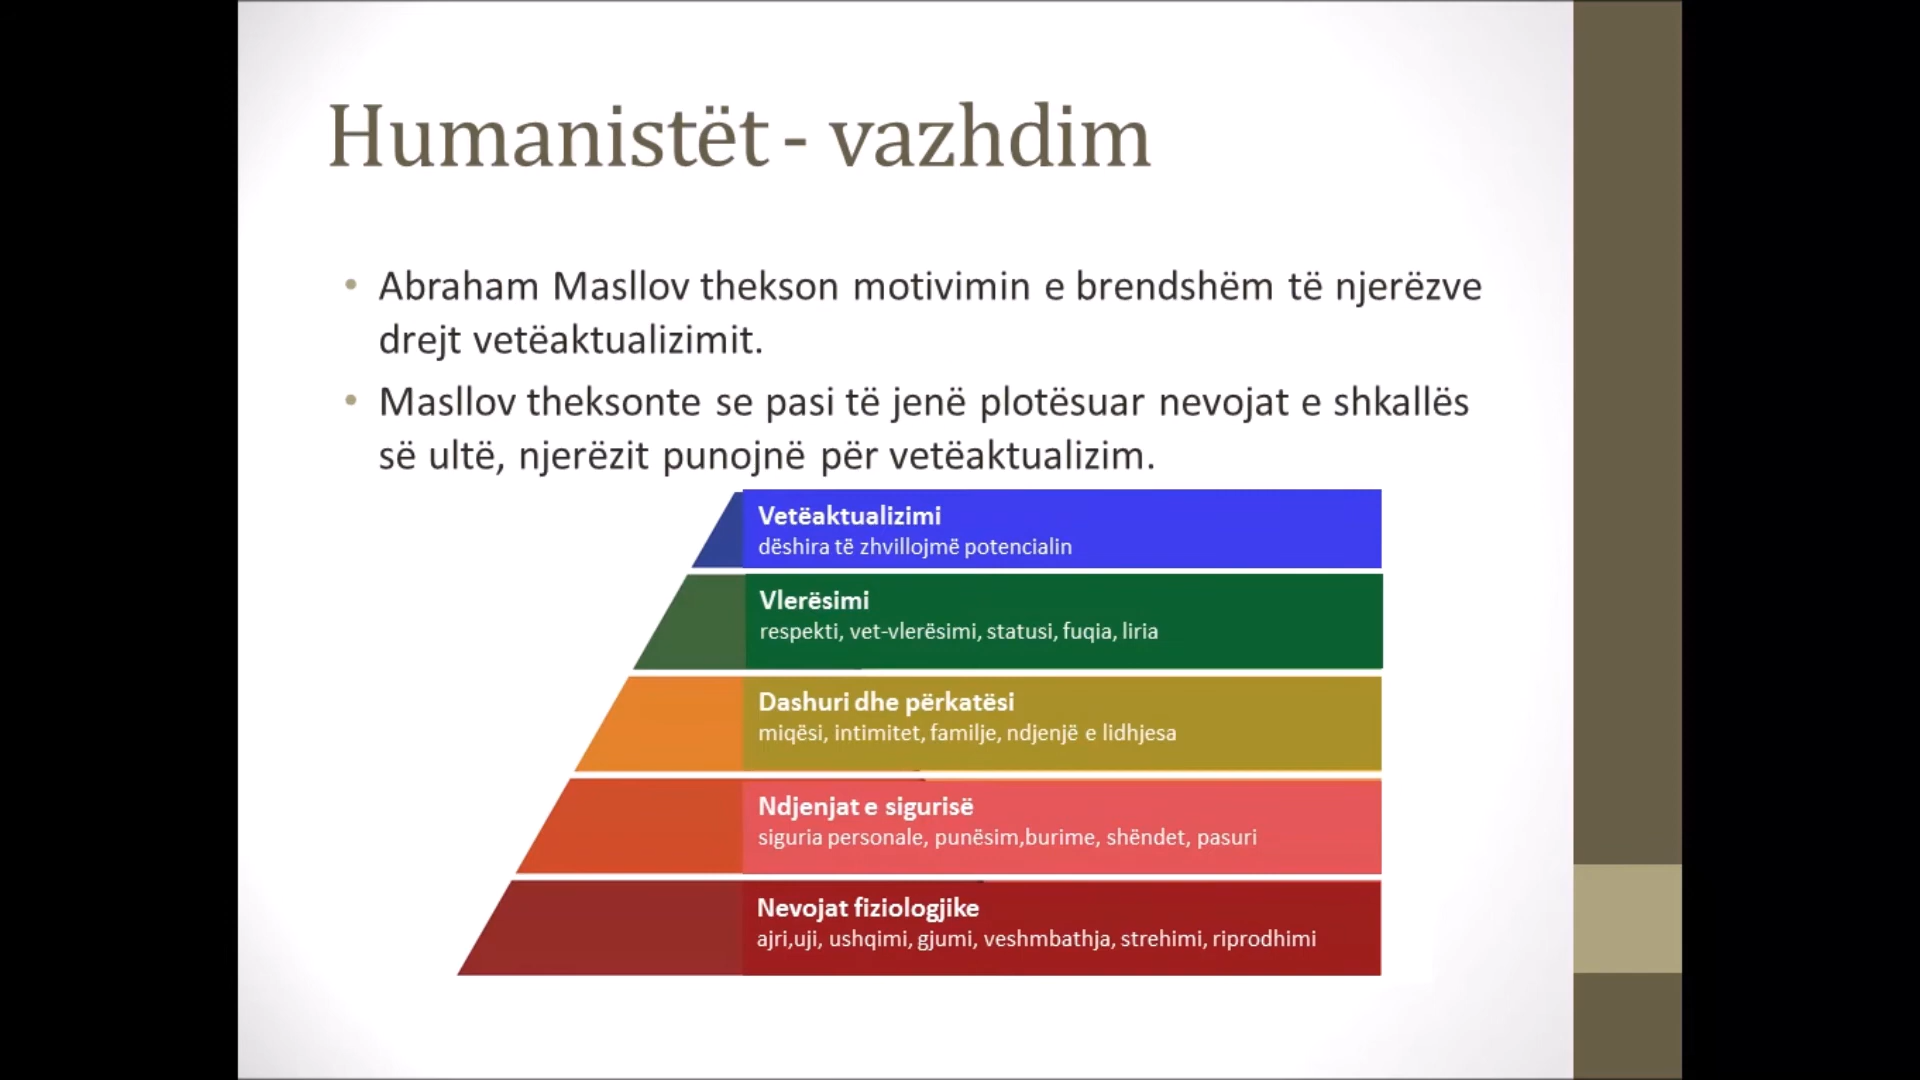 Humanistët - vazhdim
• Abraham Masllov thekson motivimin e brendshëm të njerëzve
drejt vetëaktualizimit.
• Masllov theksonte se pasi të jenë plotësuar nevojat e shkallës
së ultë, njerëzit punojnë për vetëaktualizim.
Vetëaktualizimi
dëshira të zhvillojmë potencialin
Vlerësimi
respekti, vet-vlerësimi, statusi, fuqia, liria
Dashuri dhe përkatësi
miqësi, intimitet, familje, ndjenjë e lidhjesa
Ndjenjat e sigurisë
siguria personale, punësim,burime, shëndet, pasuri
Nevojat fiziologjike
ajri,uji, ushqimi, gjumi, veshmbathja, strehimi, riprodhimi